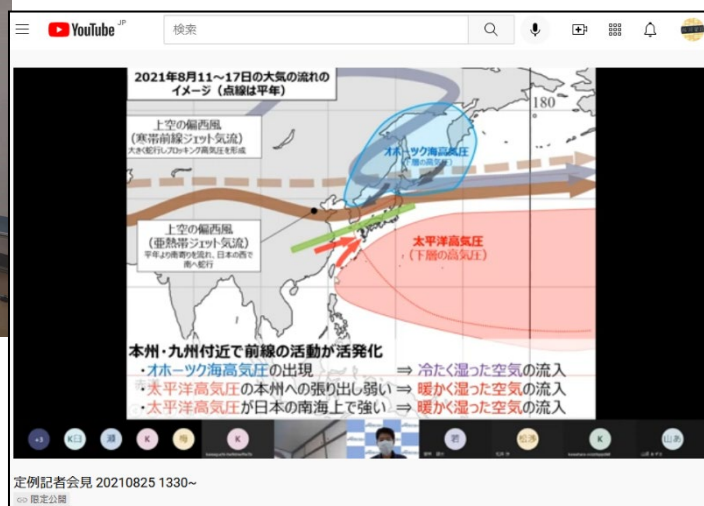 YouTube JP
検索
2021年8月11~17日の大気の流れの
イメージ（点線は平年）
180
上空の偏西風
（寒帯前線ジェット気流）
大きく蛇行しブロッキング高気圧を形成
オホーツク海高気圧
（下層の高気圧）
上空の偏西風
（亜熱帯ジェット気流）
平年より南寄りを流れ、日本の西で
南へ蛇行
太平洋高気圧
（下層の高気圧）
本州・九州付近で前線の活動が活発化
・オホーツク海高気圧の出現 ⇒ 冷たく湿った空気の流入
・太平洋高気圧の本州への張り出し弱い ⇒ 暖かく湿った空気の流入
・太平洋高気圧が日本の南海上で強い ⇒ 暖かく湿った空気の流入
+3 K臼 瀬 K 梅 K 若 松渉 K 山あ
定例記者会見 20210825 1330~
限定公開